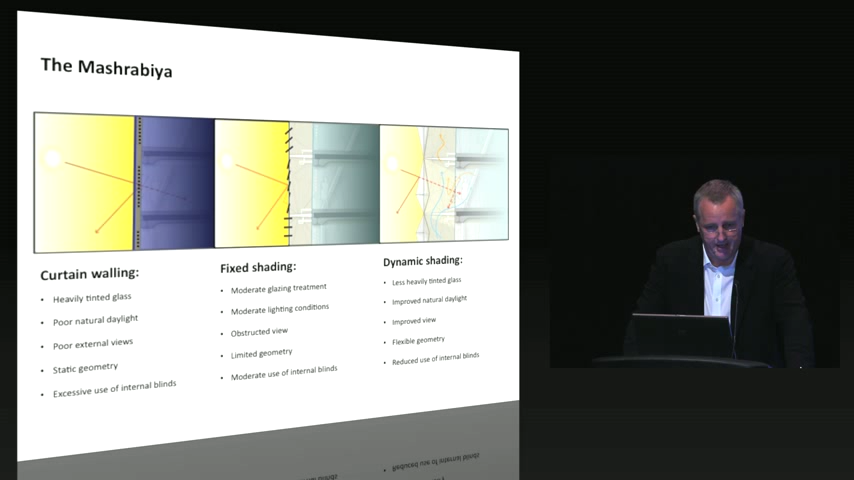 The Mashrabiya
Curtain walling:
• Heavily tinted glass
• Poor natural daylight
• Poor external views
• Static geometry
• Excessive use of internal blinds
Fixed shading:
• Moderate glazing treatment
• Moderate lighting conditions
• Obstructed view
• Limited geometry
• Moderate use of internal blinds
Dynamic shading:
• Less heavily tinted glass
• Improved natural daylight
• Improved view
• Flexible geometry
• Reduced use of internal blinds